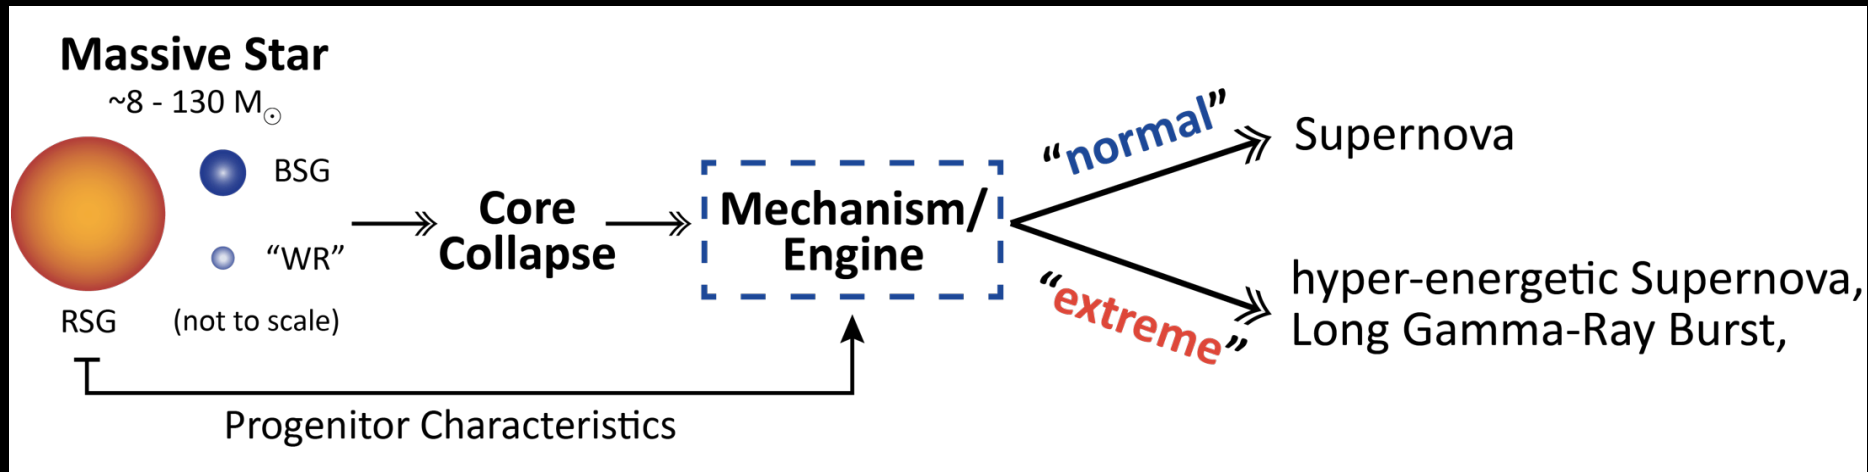 Massive Star
~8 - 130 M☉
BSG
“WR”
RSG
(not to scale)
Core
Collapse
Mechanism/
Engine
“normal”
Supernova
“extreme”
hyper-energetic Supernova,
Long Gamma-Ray Burst,
Progenitor Characteristics